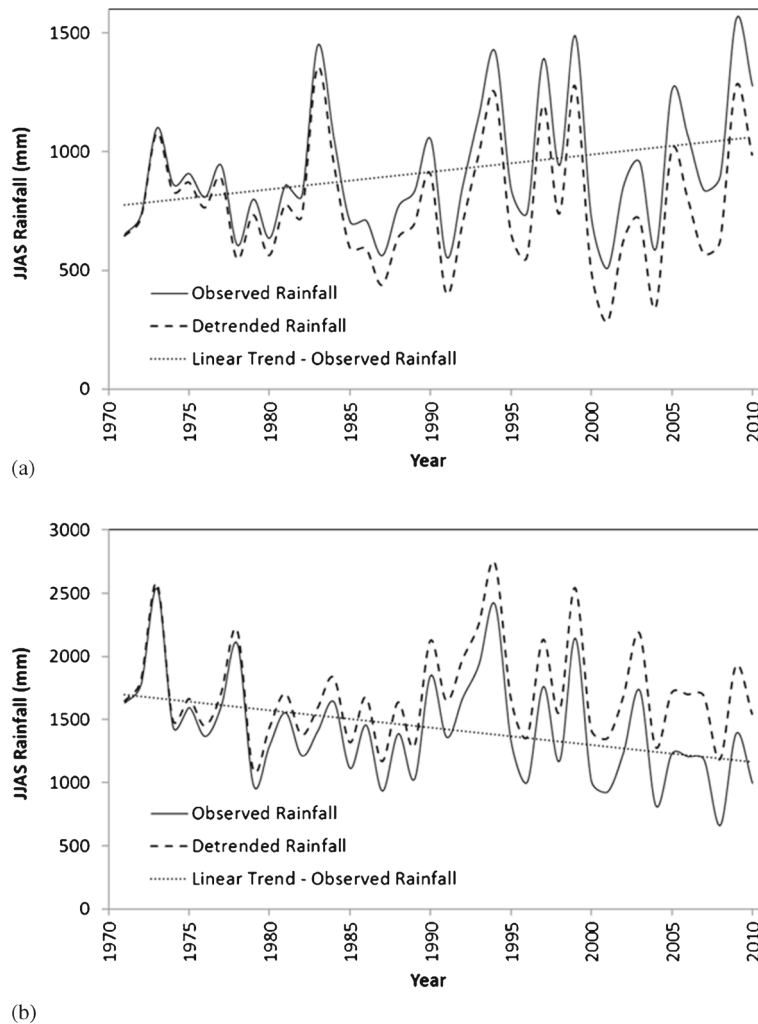 1500
1000
500
0
JJAS Rainfall (mm)
Observed Rainfall
Detrended Rainfall
Linear Trend - Observed Rainfall
1970
1975
1980
1985
1990
1995
2000
2005
2010
Year
(a)
3000
2500
2000
1500
1000
500
0
JJAS Rainfall (mm)
Observed Rainfall
Detrended Rainfall
Linear Trend - Observed Rainfall
1970
1975
1980
1985
1990
1995
2000
2005
2010
Year
(b)